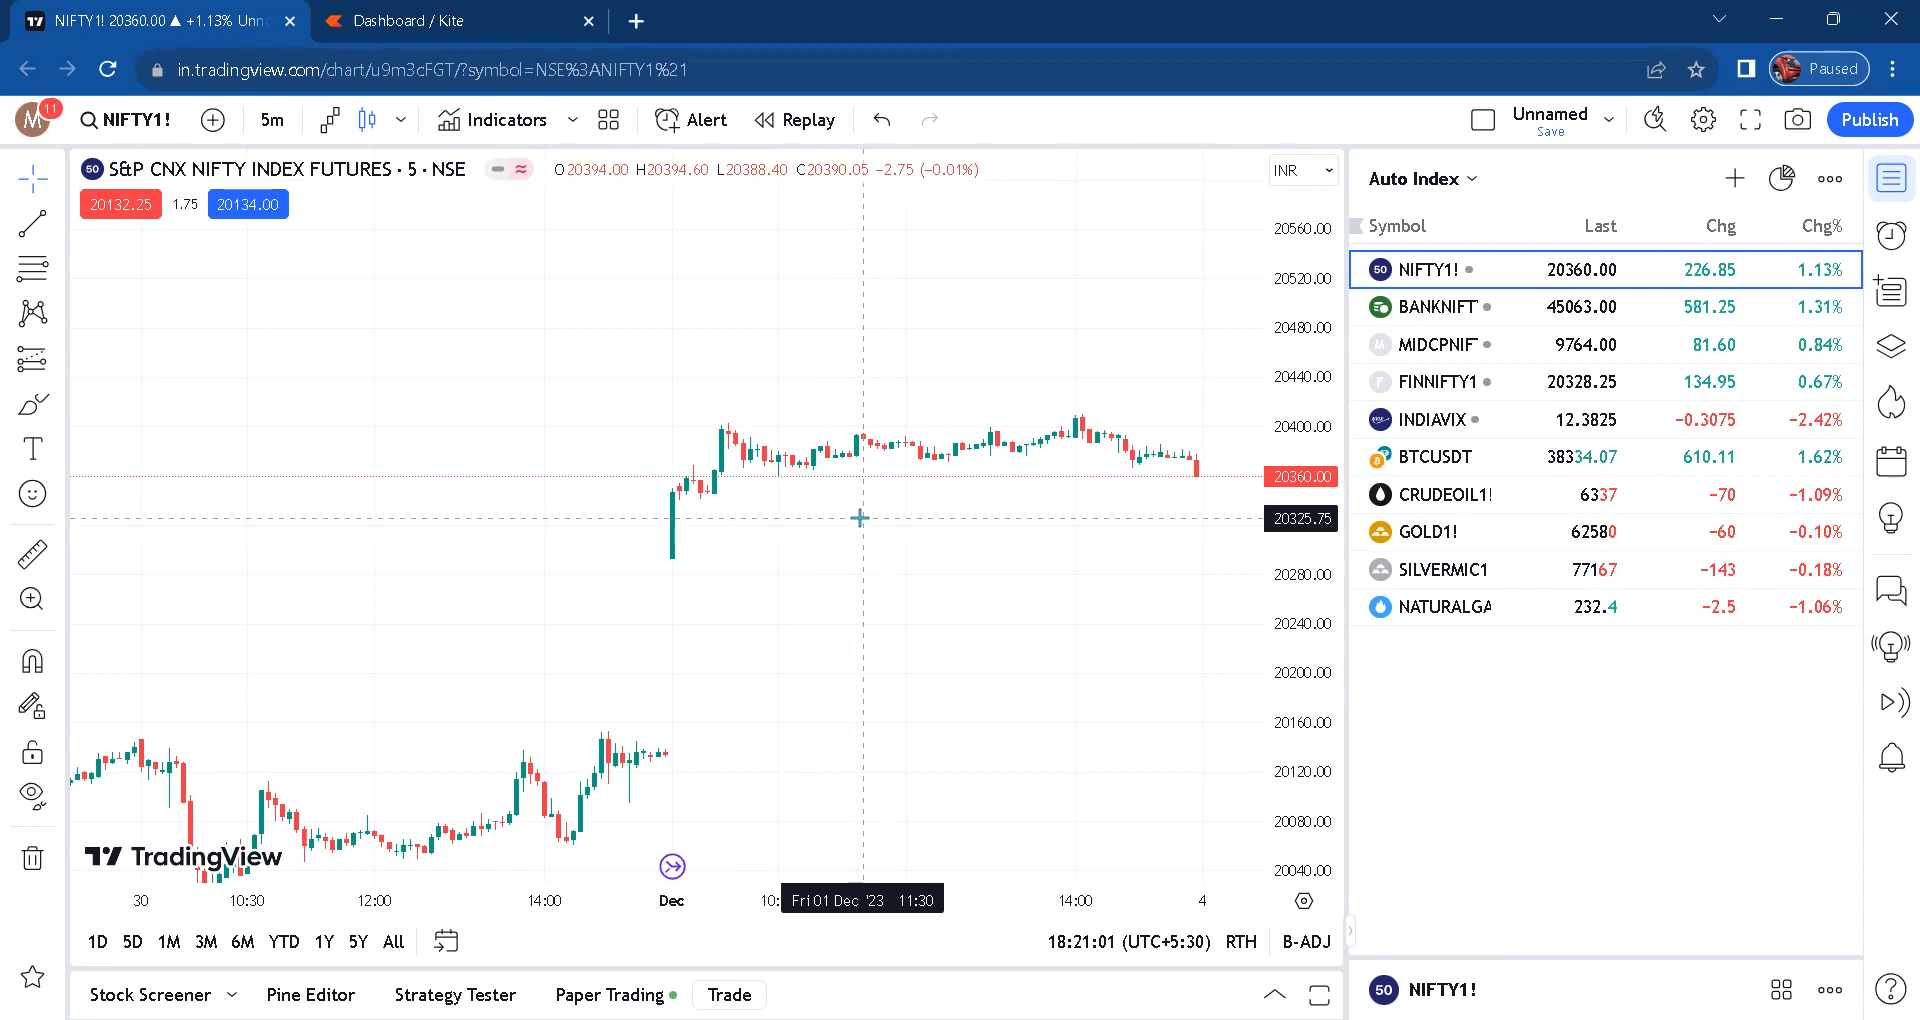 NIFTY1! 20360.00 ▲ +1.13% Unn
Dashboard / Kite
in.tradingview.com/chart/u9m3cFGT/?symbol=NSE%3ANIFTY1%21
Paused
M 11 NIFTY1! 5m Indicators Alert Replay Unnamed Save Publish
50 S&P CNX NIFTY INDEX FUTURES · 5 · NSE O20394.00 H20394.60 L20388.40 C20390.05 −2.75 (−0.01%) INR
20132.25 1.75 20134.00
20560.00
20520.00
20480.00
20440.00
20400.00
20360.00
20325.75
20280.00
20240.00
20200.00
20160.00
20120.00
20080.00
20040.00
TradingView
30 10:30 12:00 14:00 Dec 10: Fri 01 Dec '23 11:30 14:00 4
1D 5D 1M 3M 6M YTD 1Y 5Y All 18:21:01 (UTC+5:30) RTH B-ADJ
Stock Screener Pine Editor Strategy Tester Paper Trading Trade
Auto Index
Symbol Last Chg Chg%
50 NIFTY1! 20360.00 226.85 1.13%
BANKNIFT 45063.00 581.25 1.31%
M MIDCPNIF 9764.00 81.60 0.84%
F FINNIFTY1 20328.25 134.95 0.67%
INDIAVIX 12.3825 −0.3075 −2.42%
BTCUSDT 38334.07 610.11 1.62%
CRUDEOIL1! 6337 −70 −1.09%
GOLD1! 62580 −60 −0.10%
SILVERMIC1 77167 −143 −0.18%
NATURALGA 232.4 −2.5 −1.06%
50 NIFTY1!